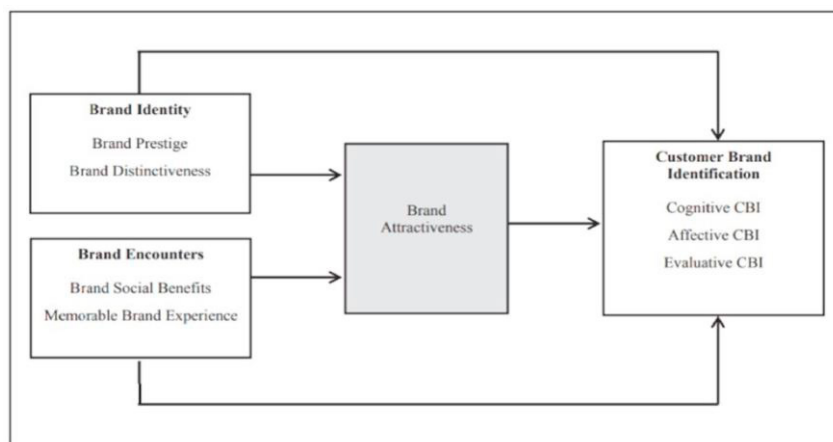 Brand Identity
Brand Prestige
Brand Distinctiveness
Brand Encounters
Brand Social Benefits
Memorable Brand Experience
Brand
Attractiveness
Customer Brand
Identification
Cognitive CBI
Affective CBI
Evaluative CBI